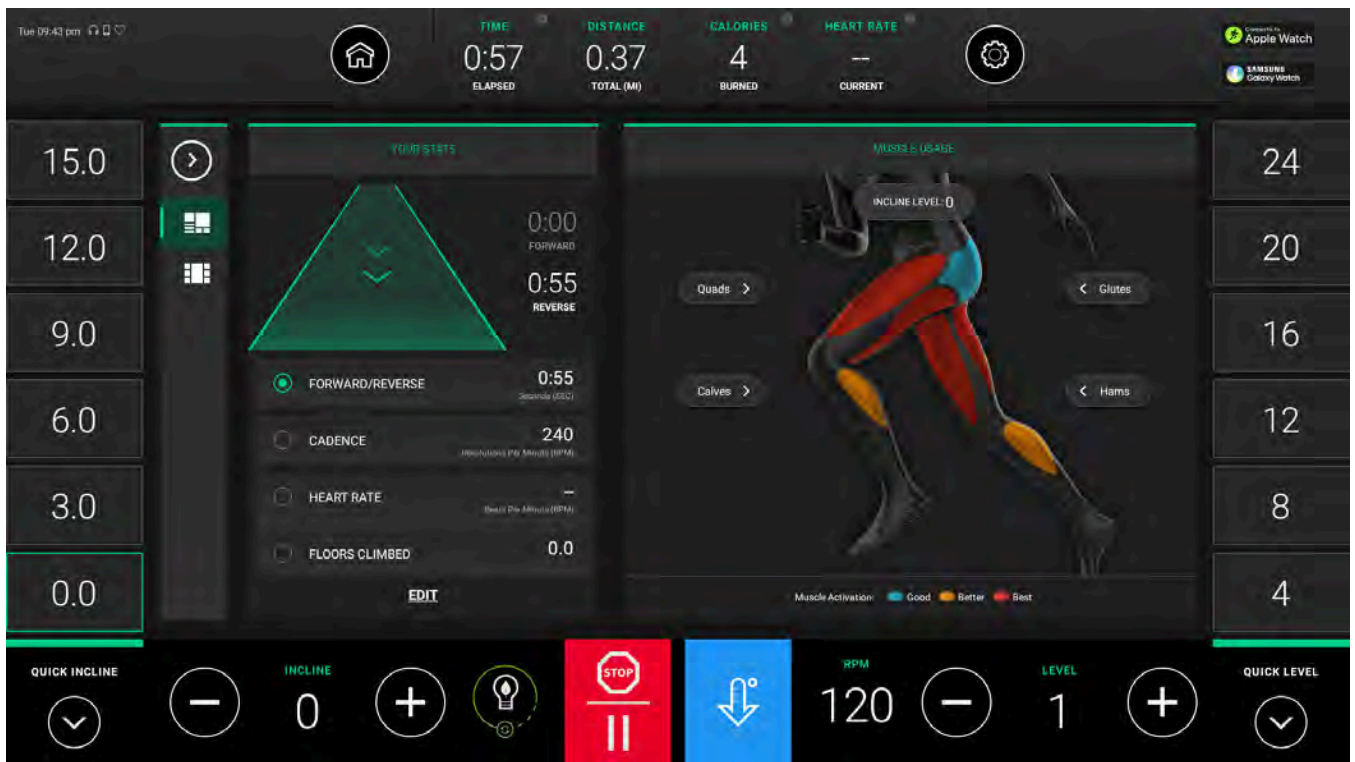 Tue 09:43 pm
TIME
0:57
ELAPSED
DISTANCE
0.37
TOTAL (MI)
CALORIES
4
BURNED
HEART RATE
--
CURRENT
Connects to
Apple Watch
SAMSUNG
Galaxy Watch
15.0
12.0
9.0
6.0
3.0
0.0
YOUR STATS
0:00
FORWARD
0:55
REVERSE
FORWARD/REVERSE
0:55
Seconds (SEC)
CADENCE
240
Revolutions Per Minute (RPM)
HEART RATE
--
Beats Per Minute (BPM)
FLOORS CLIMBED
0.0
EDIT
MUSCLE USAGE
INCLINE LEVEL: 0
Quads
Glutes
Calves
Hams
Muscle Activation: Good Better Best
24
20
16
12
8
4
QUICK INCLINE
INCLINE
0
STOP
RPM
120
LEVEL
1
QUICK LEVEL